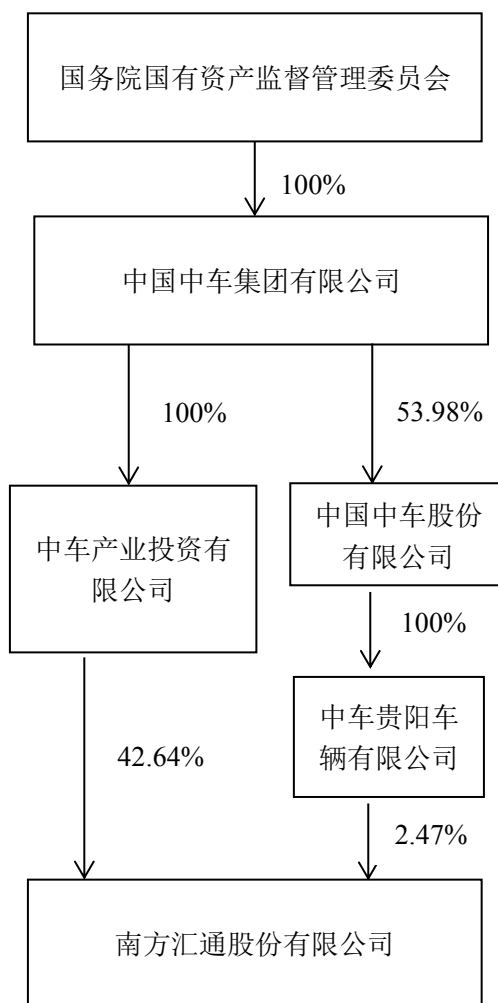 国务院国有资产监督管理委员会
100%
中国中车集团有限公司
100%
53.98%
中车产业投资有
限公司
中国中车股份
有限公司
100%
中车贵阳车
辆有限公司
42.64%
2.47%
南方汇通股份有限公司